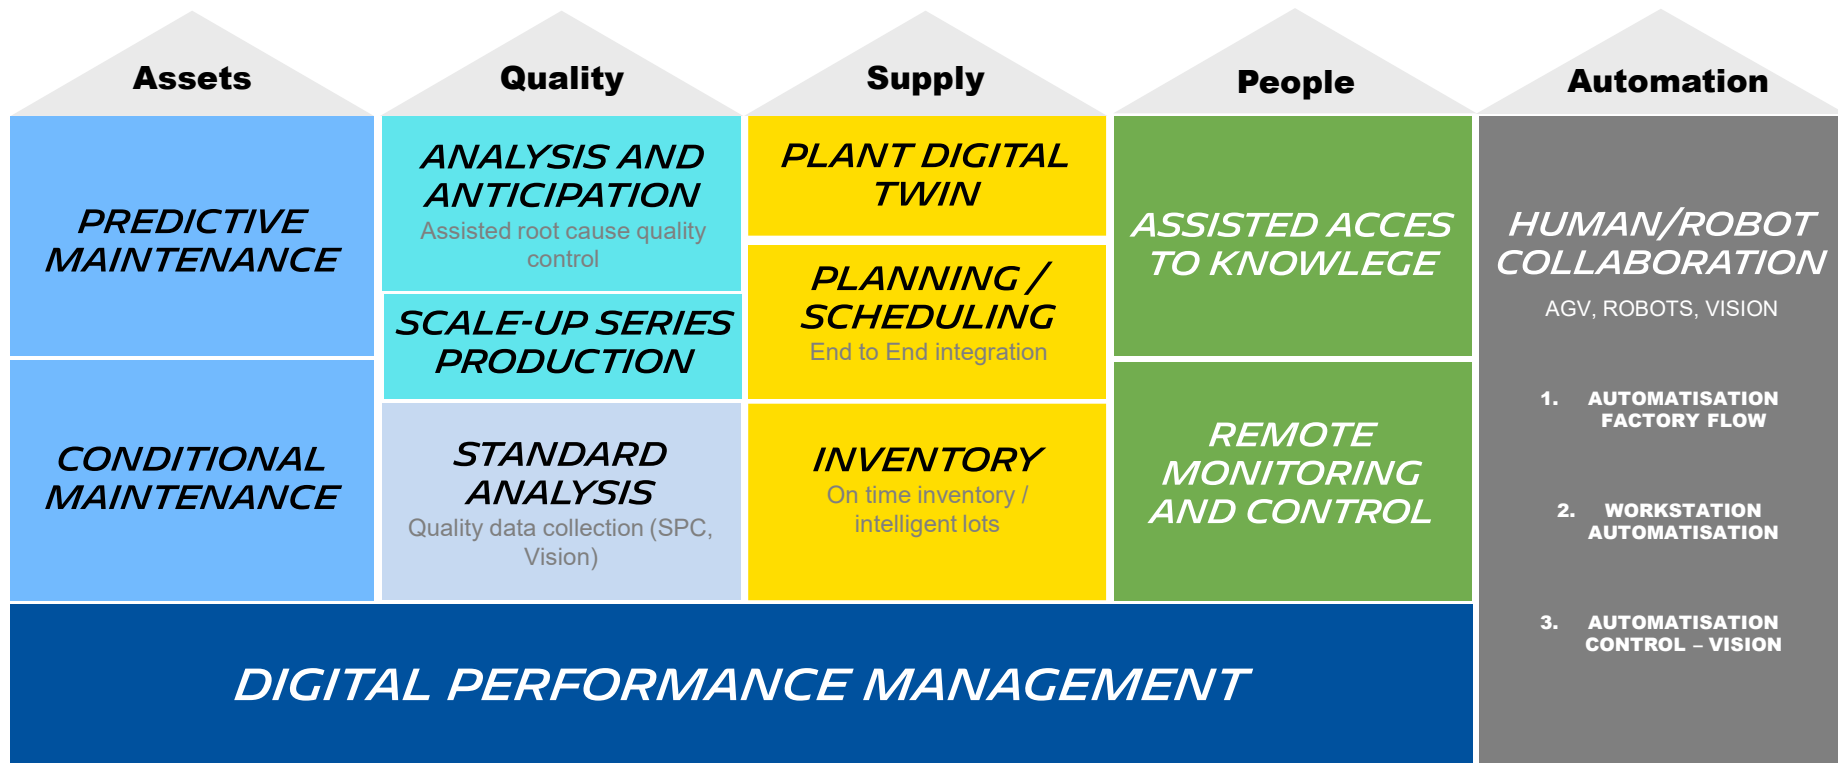 Assets
PREDICTIVE
MAINTENANCE
CONDITIONAL
MAINTENANCE
Quality
ANALYSIS AND
ANTICIPATION
Assisted root cause quality
control
SCALE-UP SERIES
PRODUCTION
STANDARD
ANALYSIS
Quality data collection (SPC,
Vision)
Supply
PLANT DIGITAL
TWIN
PLANNING /
SCHEDULING
End to End integration
INVENTORY
On time inventory /
intelligent lots
People
ASSISTED ACCES
TO KNOWLEGE
REMOTE
MONITORING
AND CONTROL
Automation
HUMAN/ROBOT
COLLABORATION
AGV, ROBOTS, VISION
1. AUTOMATISATION
FACTORY FLOW
2. WORKSTATION
AUTOMATISATION
3. AUTOMATISATION
CONTROL – VISION
DIGITAL PERFORMANCE MANAGEMENT